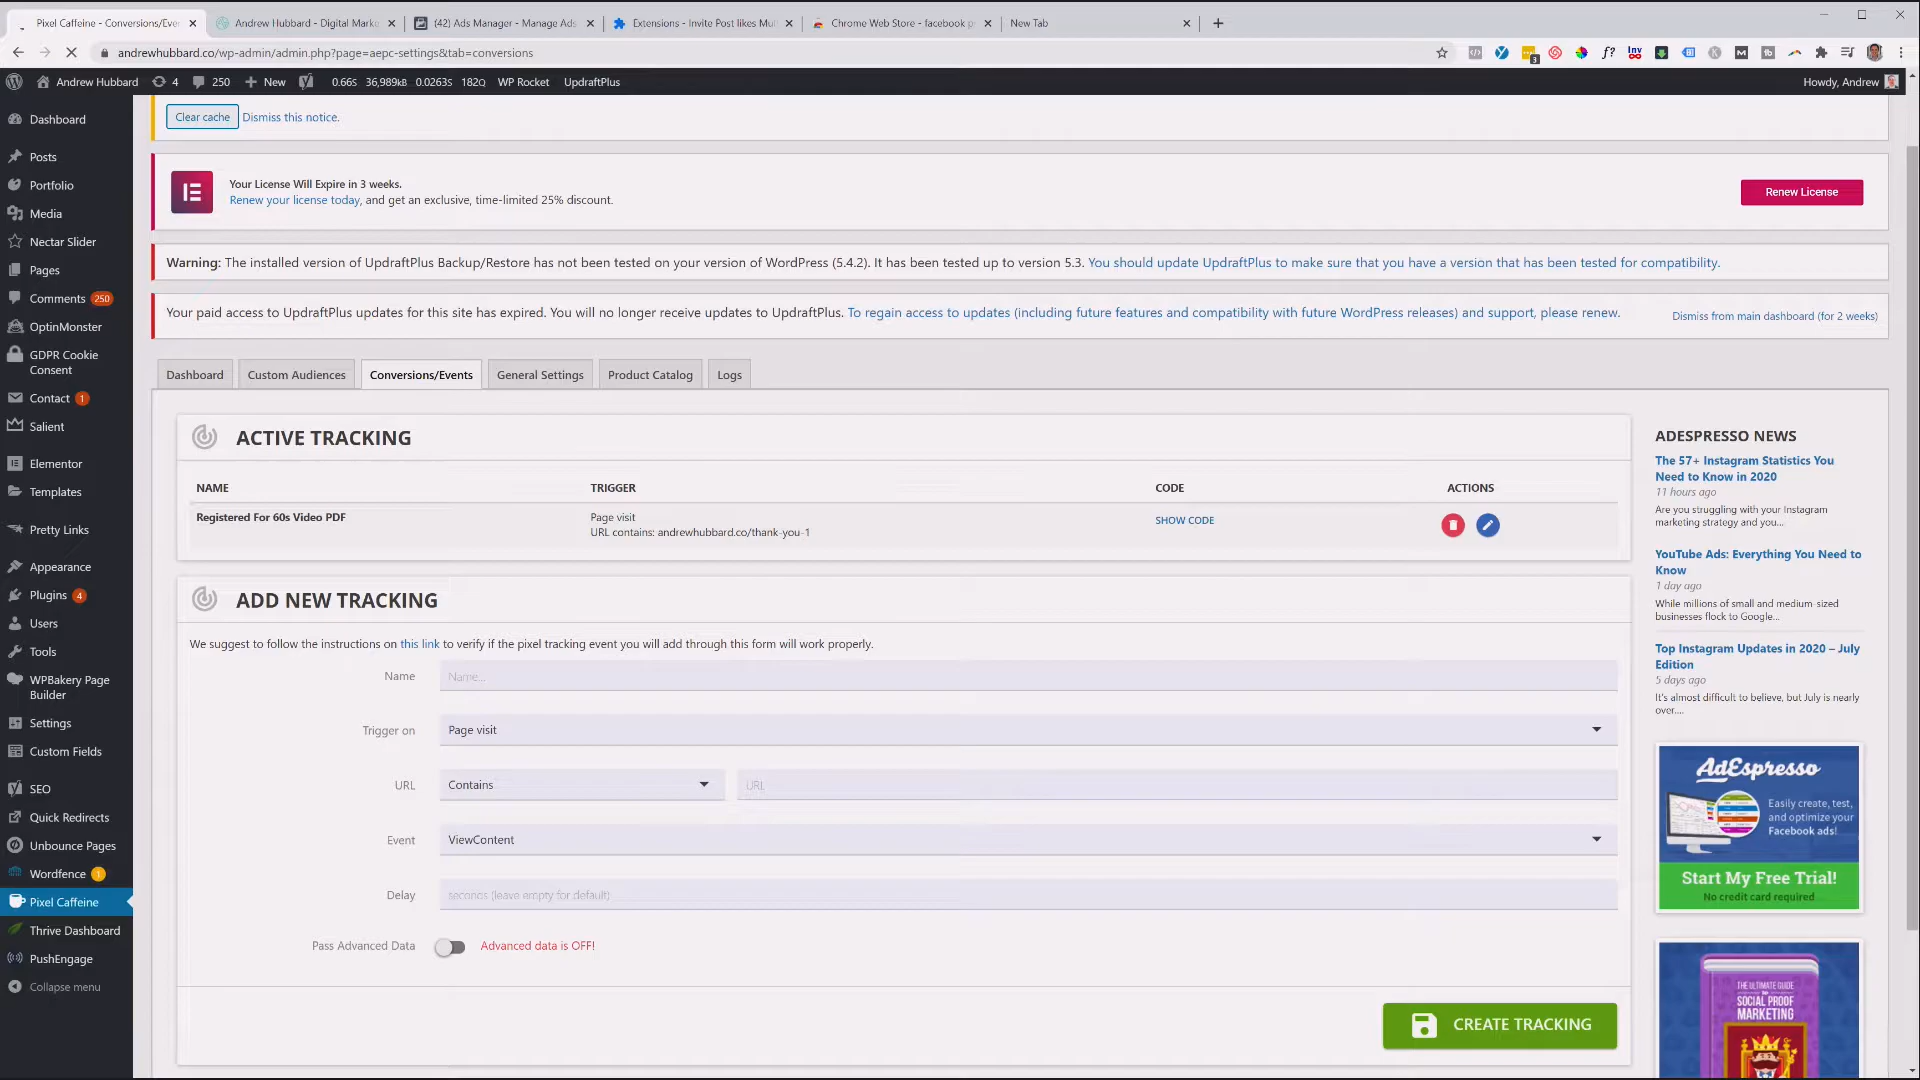 Pixel Caffeine - Conversions/Eve
Andrew Hubbard - Digital Marke
(42) Ads Manager - Manage Ads
Extensions - Invite Post likes Mul
Chrome Web Store - facebook p
New Tab
andrewhubbard.co/wp-admin/admin.php?page=aepc-settings&tab=conversions
Andrew Hubbard
4
250
New
0.66S 36,989kB 0.0263S 182Q
WP Rocket
UpdraftPlus
Howdy, Andrew
Dashboard
Posts
Portfolio
Media
Nectar Slider
Pages
Comments 250
OptinMonster
GDPR Cookie
Consent
Contact 1
Salient
Elementor
Templates
Pretty Links
Appearance
Plugins 4
Users
Tools
WPBakery Page
Builder
Settings
Custom Fields
SEO
Quick Redirects
Unbounce Pages
Wordfence 1
Pixel Caffeine
Thrive Dashboard
PushEngage
Collapse menu
Clear cache Dismiss this notice.
Your License Will Expire in 3 weeks.
Renew your license today, and get an exclusive, time-limited 25% discount.
Renew License
Warning: The installed version of UpdraftPlus Backup/Restore has not been tested on your version of WordPress (5.4.2). It has been tested up to version 5.3. You should update UpdraftPlus to make sure that you have a version that has been tested for compatibility.
Your paid access to UpdraftPlus updates for this site has expired. You will no longer receive updates to UpdraftPlus. To regain access to updates (including future features and compatibility with future WordPress releases) and support, please renew.
Dismiss from main dashboard (for 2 weeks)
Dashboard
Custom Audiences
Conversions/Events
General Settings
Product Catalog
Logs
ACTIVE TRACKING
NAME TRIGGER CODE ACTIONS
Registered For 60s Video PDF
Page visit
URL contains: andrewhubbard.co/thank-you-1
SHOW CODE
ADD NEW TRACKING
We suggest to follow the instructions on this link to verify if the pixel tracking event you will add through this form will work properly.
Name Name...
Trigger on Page visit
URL Contains URL
Event ViewContent
Delay seconds (leave empty for default)
Pass Advanced Data Advanced data is OFF!
CREATE TRACKING
ADESPRESSO NEWS
The 57+ Instagram Statistics You
Need to Know in 2020
11 hours ago
Are you struggling with your Instagram
marketing strategy and you...
YouTube Ads: Everything You Need to
Know
1 day ago
While millions of small and medium-sized
businesses flock to Google...
Top Instagram Updates in 2020 – July
Edition
5 days ago
It's almost difficult to believe, but July is nearly
over....
AdEspresso
Easily create, test,
and optimize your
Facebook ads!
Start My Free Trial!
No credit card required
THE ULTIMATE GUIDE
SOCIAL PROOF
MARKETING